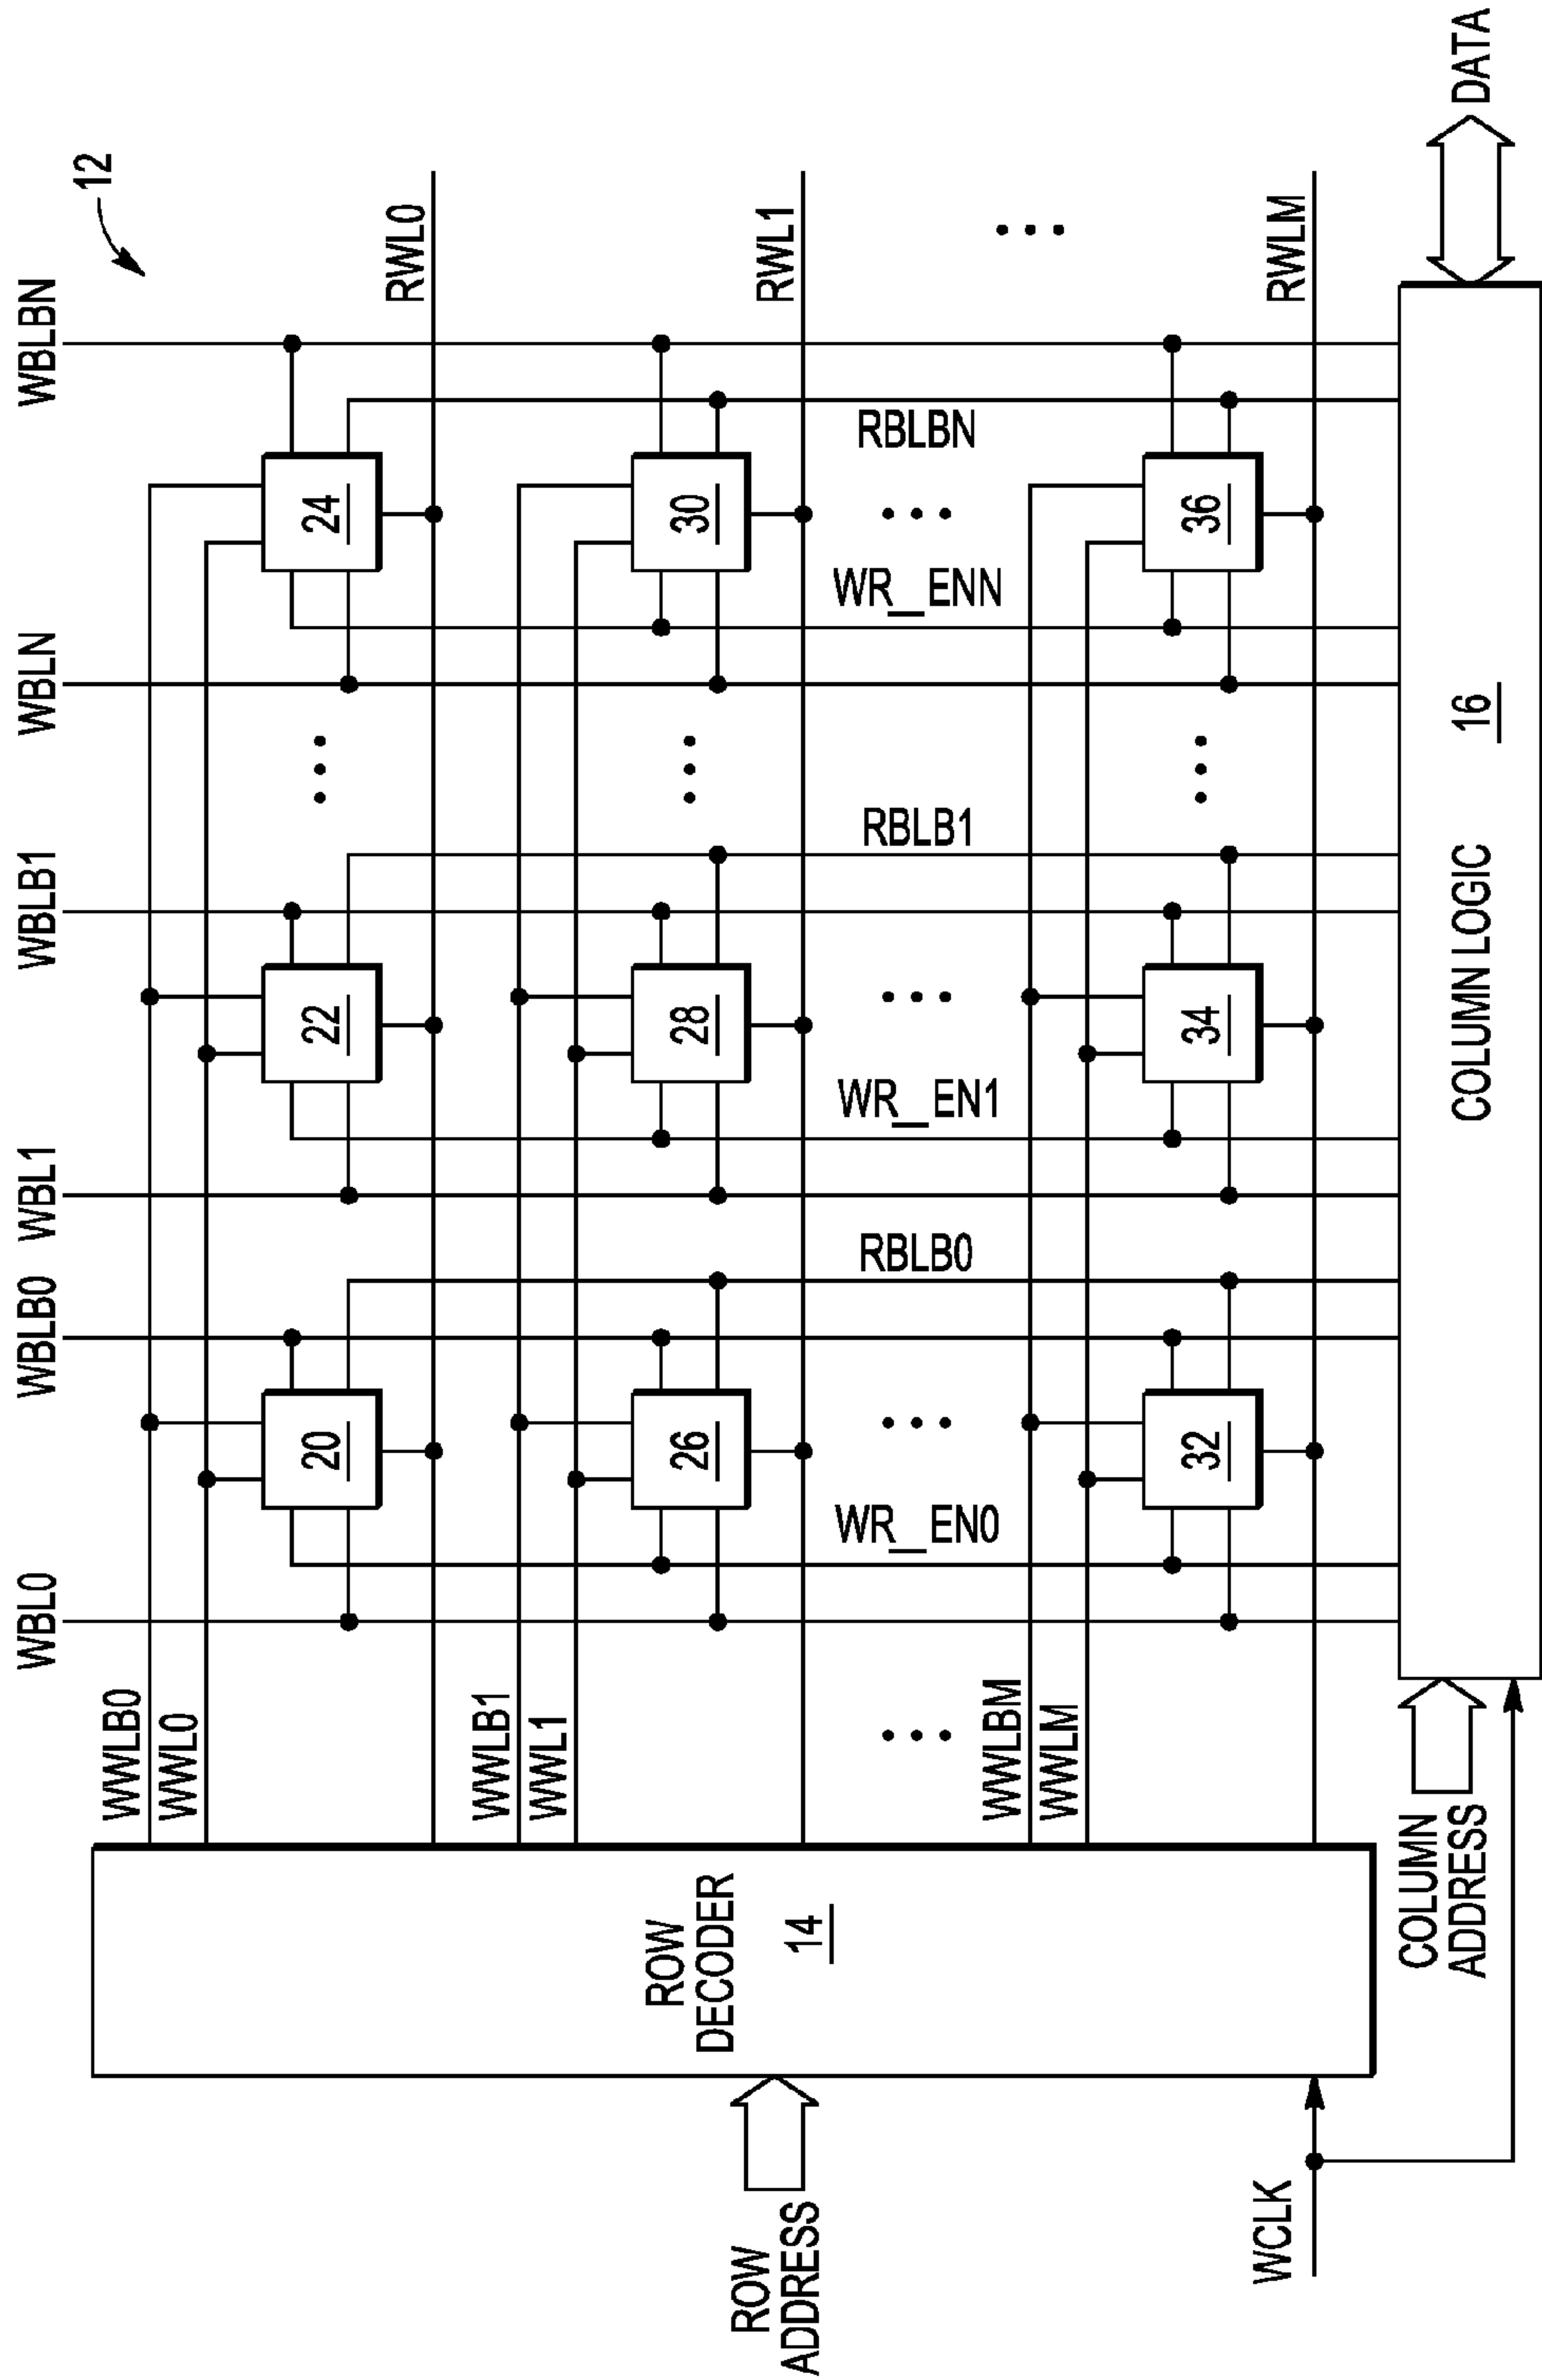 12
WBL0
WBLB0
WBL1
WBLB1
WBLN
WBLBN
WWLB0
WWL0
20
22
24
RWL0
WWLB1
WWL1
26
28
30
RWL1
WR_EN0
RBLB0
WR_EN1
RBLB1
WR_ENN
RBLBN
WWLBM
WWLM
32
34
36
RWLM
ROW
DECODER
14
ROW
ADDRESS
WCLK
COLUMN
ADDRESS
COLUMN LOGIC
16
DATA